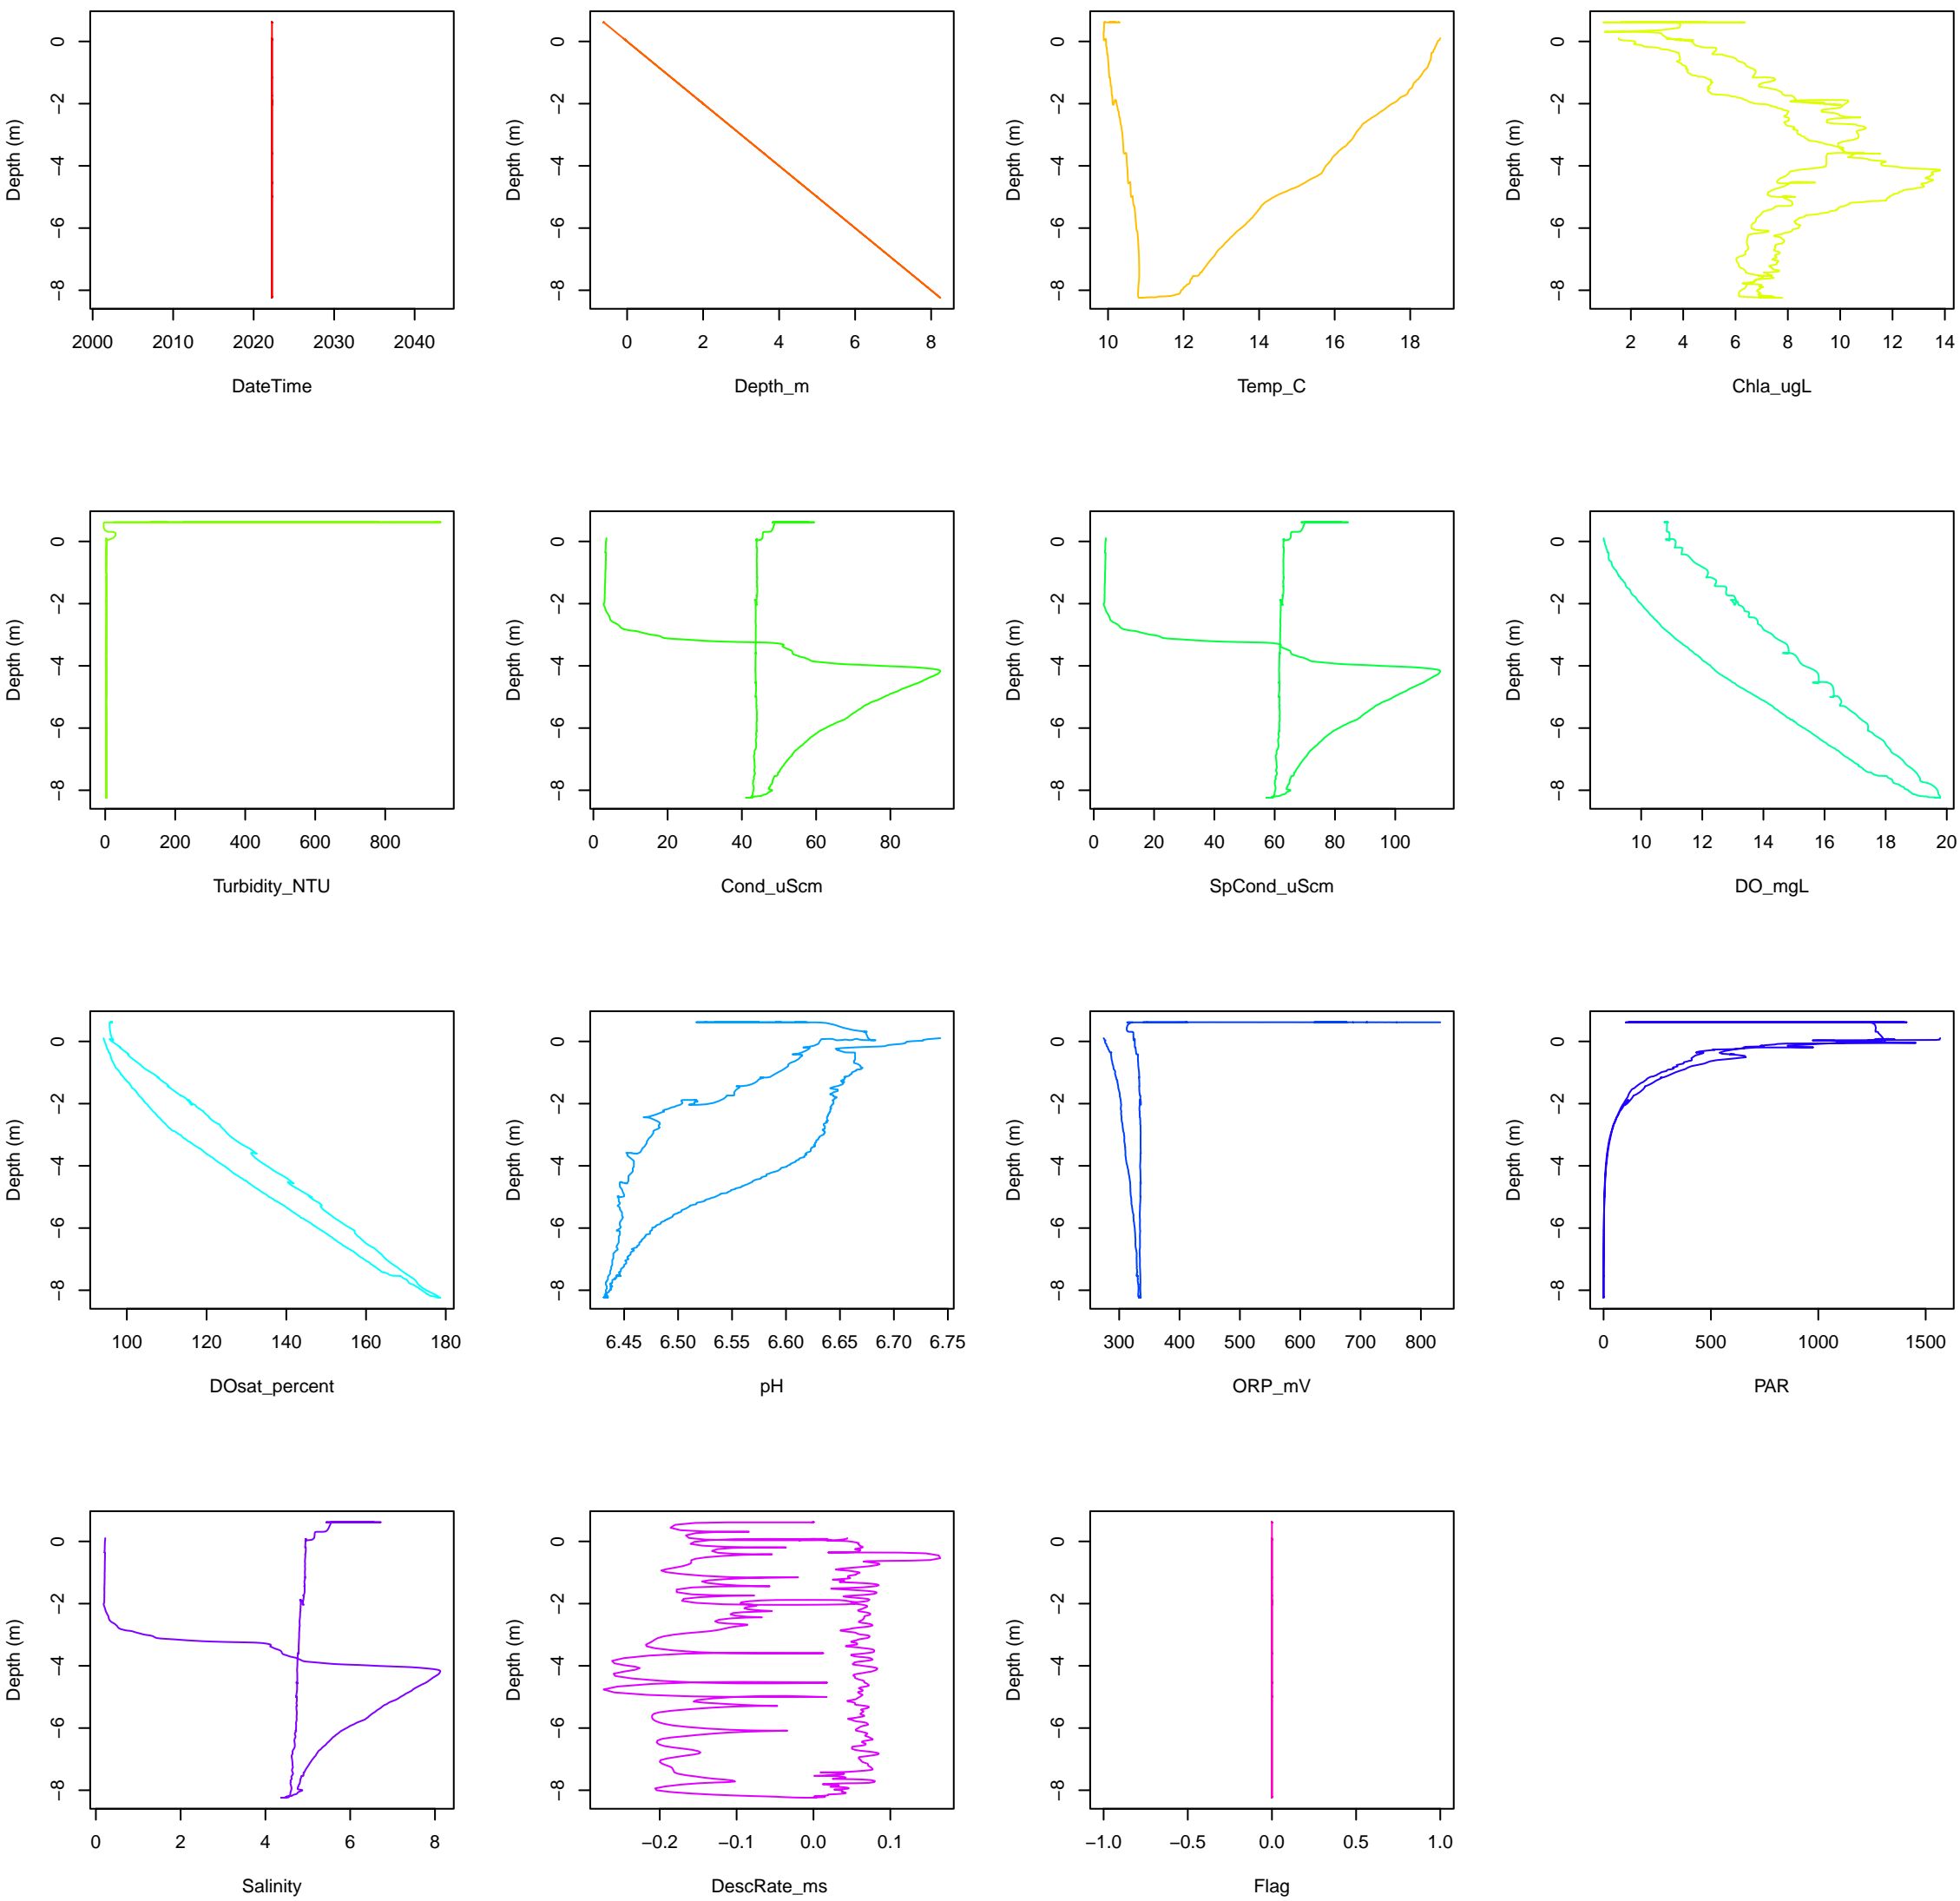 Depth (m)
0
−2
−4
−6
−8
2000 2010 2020 2030 2040
DateTime
Depth (m)
0
−2
−4
−6
−8
0 2 4 6 8
Depth_m
Depth (m)
0
−2
−4
−6
−8
10 12 14 16 18
Temp_C
Depth (m)
0
−2
−4
−6
−8
2 4 6 8 10 12 14
Chla_ugL
Depth (m)
0
−2
−4
−6
−8
0 200 400 600 800
Turbidity_NTU
Depth (m)
0
−2
−4
−6
−8
0 20 40 60 80
Cond_uScm
Depth (m)
0
−2
−4
−6
−8
0 20 40 60 80 100
SpCond_uScm
Depth (m)
0
−2
−4
−6
−8
10 12 14 16 18 20
DO_mgL
Depth (m)
0
−2
−4
−6
−8
100 120 140 160 180
DOsat_percent
Depth (m)
0
−2
−4
−6
−8
6.45 6.50 6.55 6.60 6.65 6.70 6.75
pH
Depth (m)
0
−2
−4
−6
−8
300 400 500 600 700 800
ORP_mV
Depth (m)
0
−2
−4
−6
−8
0 500 1000 1500
PAR
Depth (m)
0
−2
−4
−6
−8
0 2 4 6 8
Salinity
Depth (m)
0
−2
−4
−6
−8
−0.2 −0.1 0.0 0.1
DescRate_ms
Depth (m)
0
−2
−4
−6
−8
−1.0 −0.5 0.0 0.5 1.0
Flag